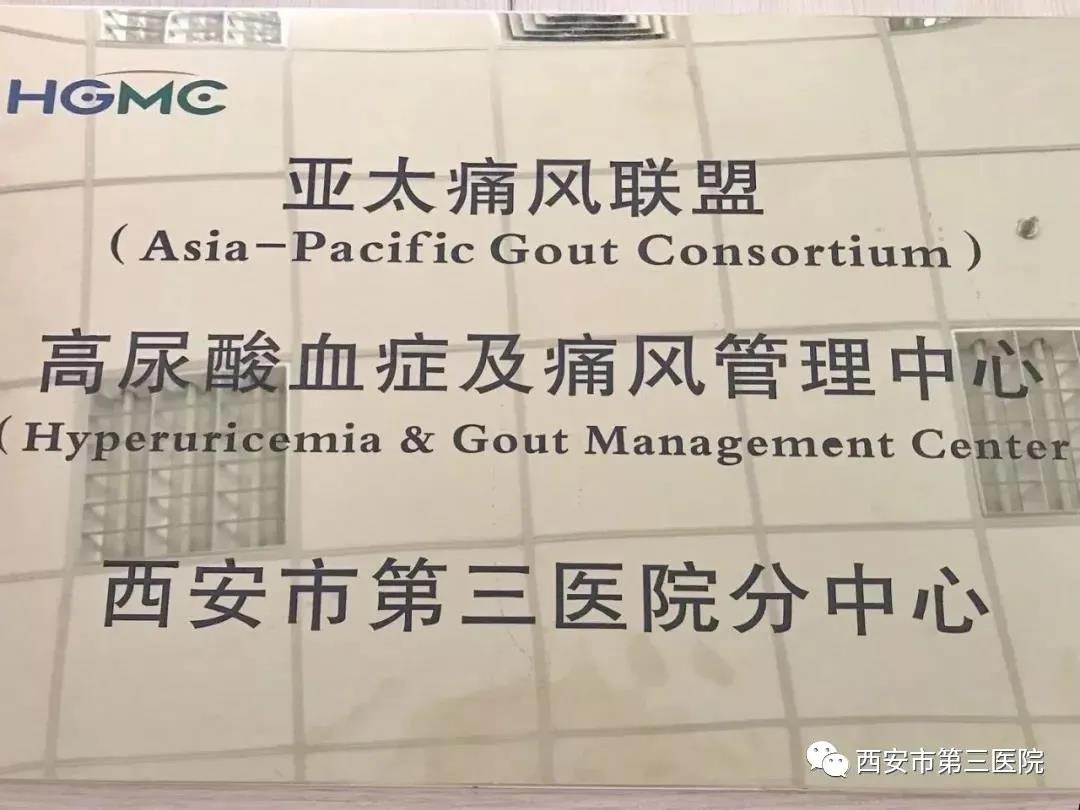 HGMC
亚太痛风联盟
（Asia-Pacific Gout Consortium）
高尿酸血症及痛风管理中心
（Hyperuricemia & Gout Management Center
西安市第三医院分中心
西安市第三医院